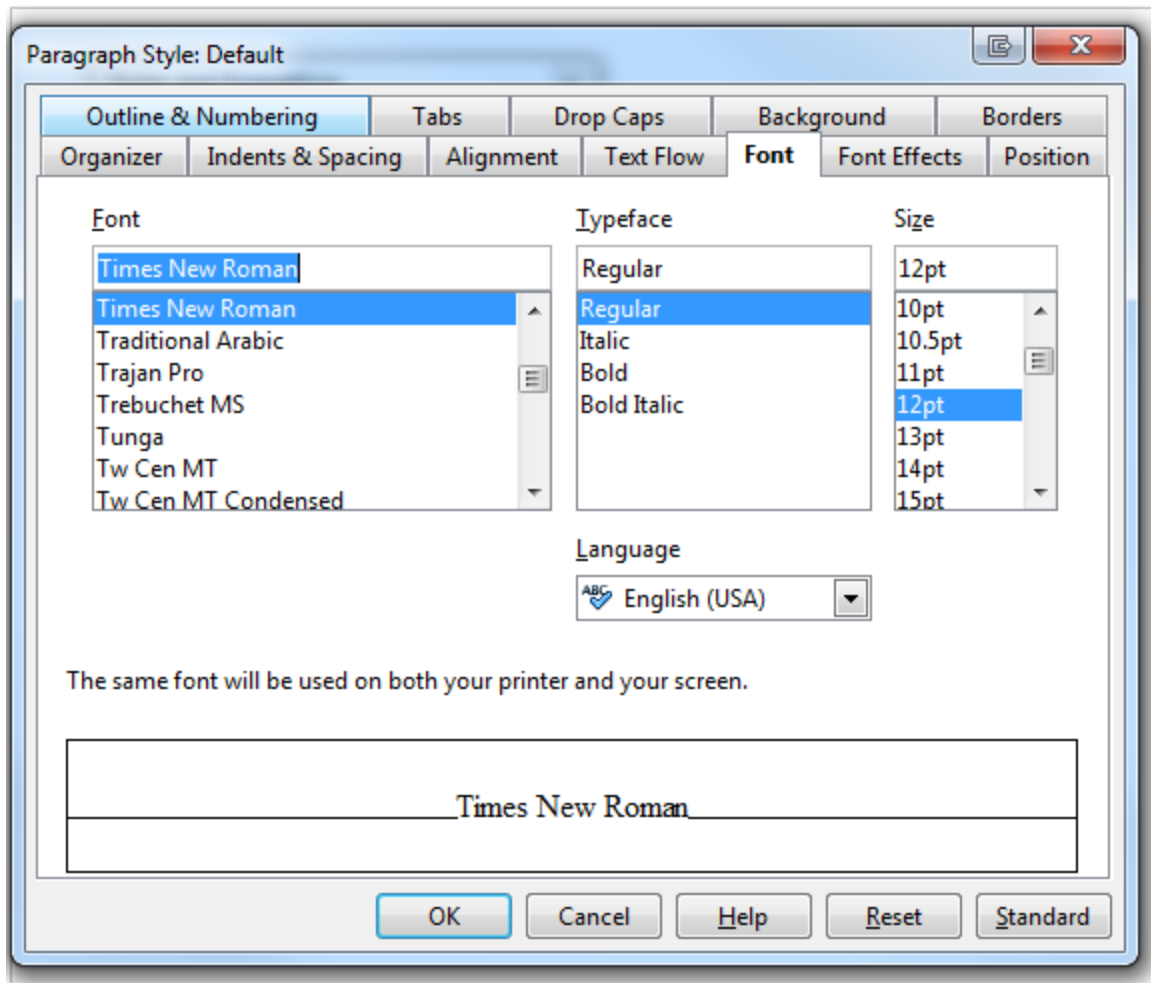 Paragraph Style: Default
Outline & Numbering Tabs Drop Caps Background Borders
Organizer Indents & Spacing Alignment Text Flow Font Font Effects Position
Font Typeface Size
Times New Roman Regular 12pt
Times New Roman Regular 10pt
Traditional Arabic Italic 10.5pt
Trajan Pro Bold 11pt
Trebuchet MS Bold Italic 12pt
Tunga 13pt
Tw Cen MT 14pt
Tw Cen MT Condensed 15pt
Language
ABC English (USA)
The same font will be used on both your printer and your screen.
Times New Roman
OK Cancel Help Reset Standard